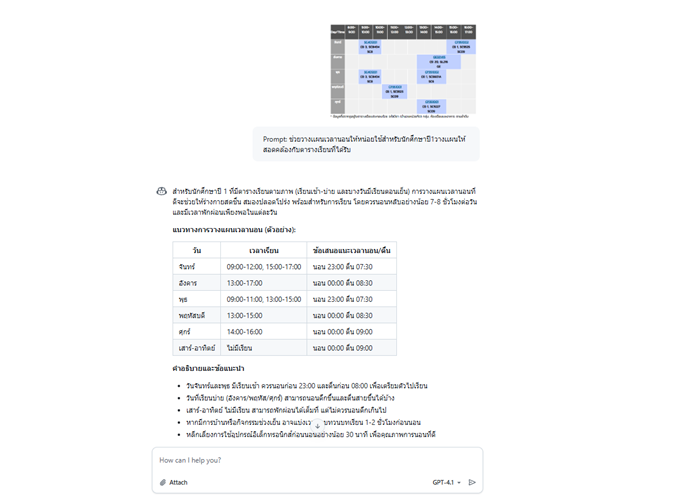 Prompt: ช่วยวางแผนเวลานอนให้หน่อยใช้สำหรับนักศึกษาปี1วางแผนให้
สอดคล้องกับตารางเรียนที่ได้รับ
สำหรับนักศึกษาปี 1 ที่มีตารางเรียนตามภาพ (เรียนเช้า-บ่าย และบางวันมีเรียนตอนเย็น) การวางแผนเวลานอนที่
ดีจะช่วยให้ร่างกายสดชื่น สมองปลอดโปร่ง พร้อมสำหรับการเรียน โดยควรนอนหลับอย่างน้อย 7-8 ชั่วโมงต่อวัน
และมีเวลาพักผ่อนเพียงพอในแต่ละวัน
แนวทางการวางแผนเวลานอน (ตัวอย่าง):
วัน เวลาเรียน ข้อเสนอแนะเวลานอน/ตื่น
จันทร์ 09:00-12:00, 15:00-17:00 นอน 23:00 ตื่น 07:30
อังคาร 13:00-17:00 นอน 00:00 ตื่น 08:30
พุธ 09:00-11:00, 13:00-15:00 นอน 23:00 ตื่น 07:30
พฤหัสบดี 13:00-15:00 นอน 00:00 ตื่น 08:30
ศุกร์ 14:00-16:00 นอน 00:00 ตื่น 09:00
เสาร์-อาทิตย์ ไม่มีเรียน นอน 00:00 ตื่น 09:00
คำอธิบายและข้อแนะนำ
วันจันทร์และพุธ มีเรียนเช้า ควรนอนก่อน 23:00 และตื่นก่อน 08:00 เพื่อเตรียมตัวไปเรียน
วันที่เรียนบ่าย (อังคาร/พฤหัส/ศุกร์) สามารถนอนดึกขึ้นและตื่นสายขึ้นได้บ้าง
เสาร์-อาทิตย์ ไม่มีเรียน สามารถพักผ่อนได้เต็มที่ แต่ไม่ควรนอนดึกเกินไป
หากมีการบ้านหรือกิจกรรมช่วงเย็น อาจแบ่งเวลาทบทวนบทเรียน 1-2 ชั่วโมงก่อนนอน
หลีกเลี่ยงการใช้อุปกรณ์อิเล็กทรอนิกส์ก่อนนอนอย่างน้อย 30 นาที เพื่อคุณภาพการนอนที่ดี
How can I help you?
Attach GPT-4.1